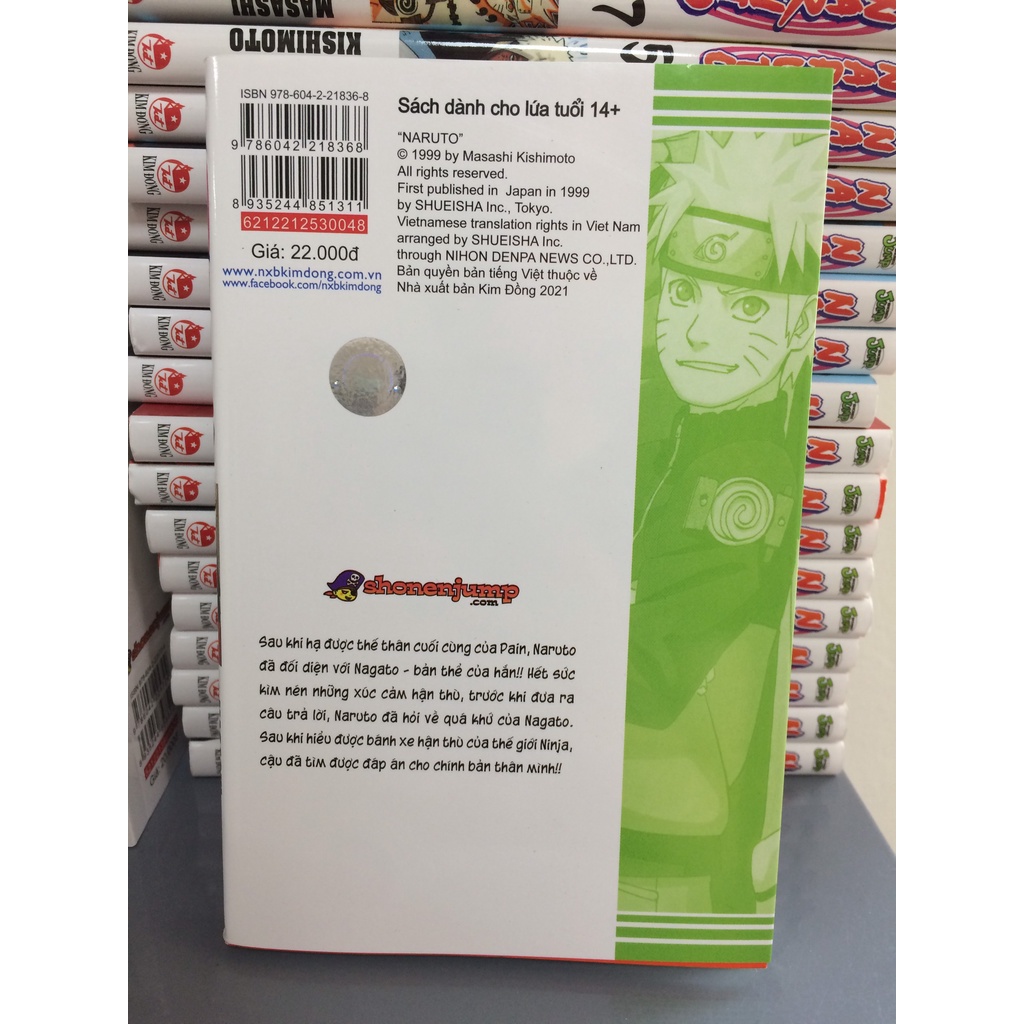 MASASHI
7
KISHIMOTO
KIM ĐỒNG
ISBN 978-604-2-21836-8
9 786042 218368
8 935244 851311
6212212530048
Giá: 22.000đ
www.nxbkimdong.com.vn
www.facebook.com/nxbkimdong
Sách dành cho lứa tuổi 14+
“NARUTO”
© 1999 by Masashi Kishimoto
All rights reserved.
First published in Japan in 1999
by SHUEISHA Inc., Tokyo.
Vietnamese translation rights in Viet Nam
arranged by SHUEISHA Inc.
through NIHON DENPA NEWS CO.,LTD.
Bản quyền bản tiếng Việt thuộc về
Nhà xuất bản Kim Đồng 2021
shonenjump
.com
Sau khi hạ được thế thân cuối cùng của Pain, Naruto
đã đối diện với Nagato - bản thể của hắn!! Hết sức
kìm nén những xúc cảm hận thù, trước khi đưa ra
câu trả lời, Naruto đã hỏi về quá khứ của Nagato.
Sau khi hiểu được bánh xe hận thù của thế giới Ninja,
cậu đã tìm được đáp án cho chính bản thân mình!!